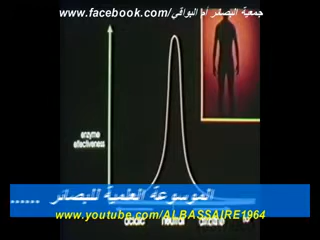 www.facebook.com/جمعية البصائر أم البواقي
enzyme
effectiveness
الموسوعة العلمية للبصائر ......
acidic neutral alkaline
www.youtube.com/ALBASSAIRE1964